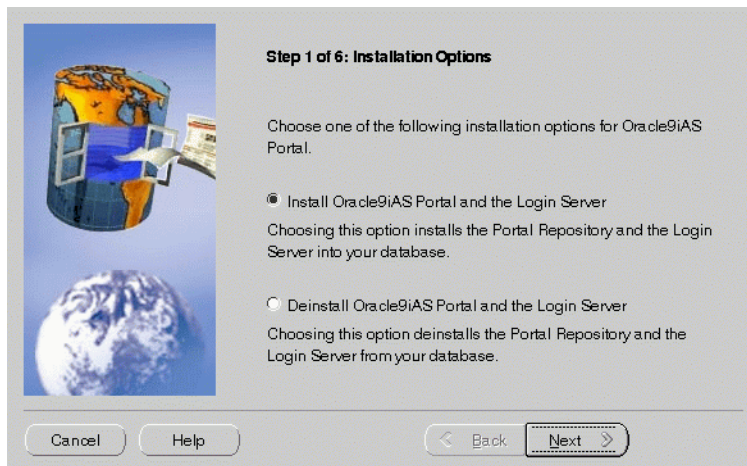 Step 1 of 6: Installation Options
Choose one of the following installation options for Oracle9iAS
Portal.
Install Oracle9iAS Portal and the Login Server
Choosing this option installs the Portal Repository and the Login
Server into your database.
Deinstall Oracle9iAS Portal and the Login Server
Choosing this option deinstalls the Portal Repository and the
Login Server from your database.
Cancel
Help
Back
Next